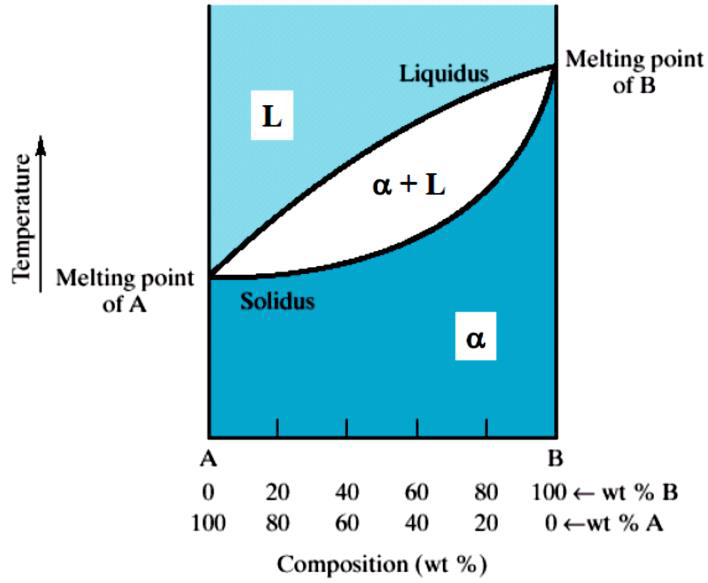 Melting point
of B
Liquidus
L
α + L
Temperature
Melting point
of A
Solidus
α
A B
0 20 40 60 80 100 ← wt % B
100 80 60 40 20 0 ←wt % A
Composition (wt %)